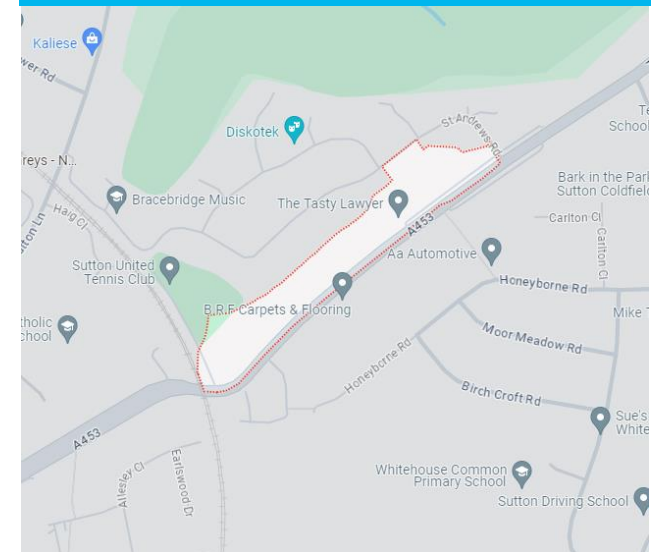 Kaliese
wer Rd
Diskotek
St Andrews Rd
Te
School
reys - N...
Bracebridge Music
The Tasty Lawyer
Bark in the Park
Sutton Coldfield
Haig Cl
lton Ln
A453
Carlton Cl
Carlton Cl
Aa Automotive
Sutton United
Tennis Club
Honeyborne Rd
B.R.F Carpets & Flooring
Mike T
tholic
chool
Moor Meadow Rd
Honeyborne Rd
Birch Croft Rd
Sue's
White
A453
Allesley Cl
Earlswood Dr
Whitehouse Common
Primary School
Sutton Driving School